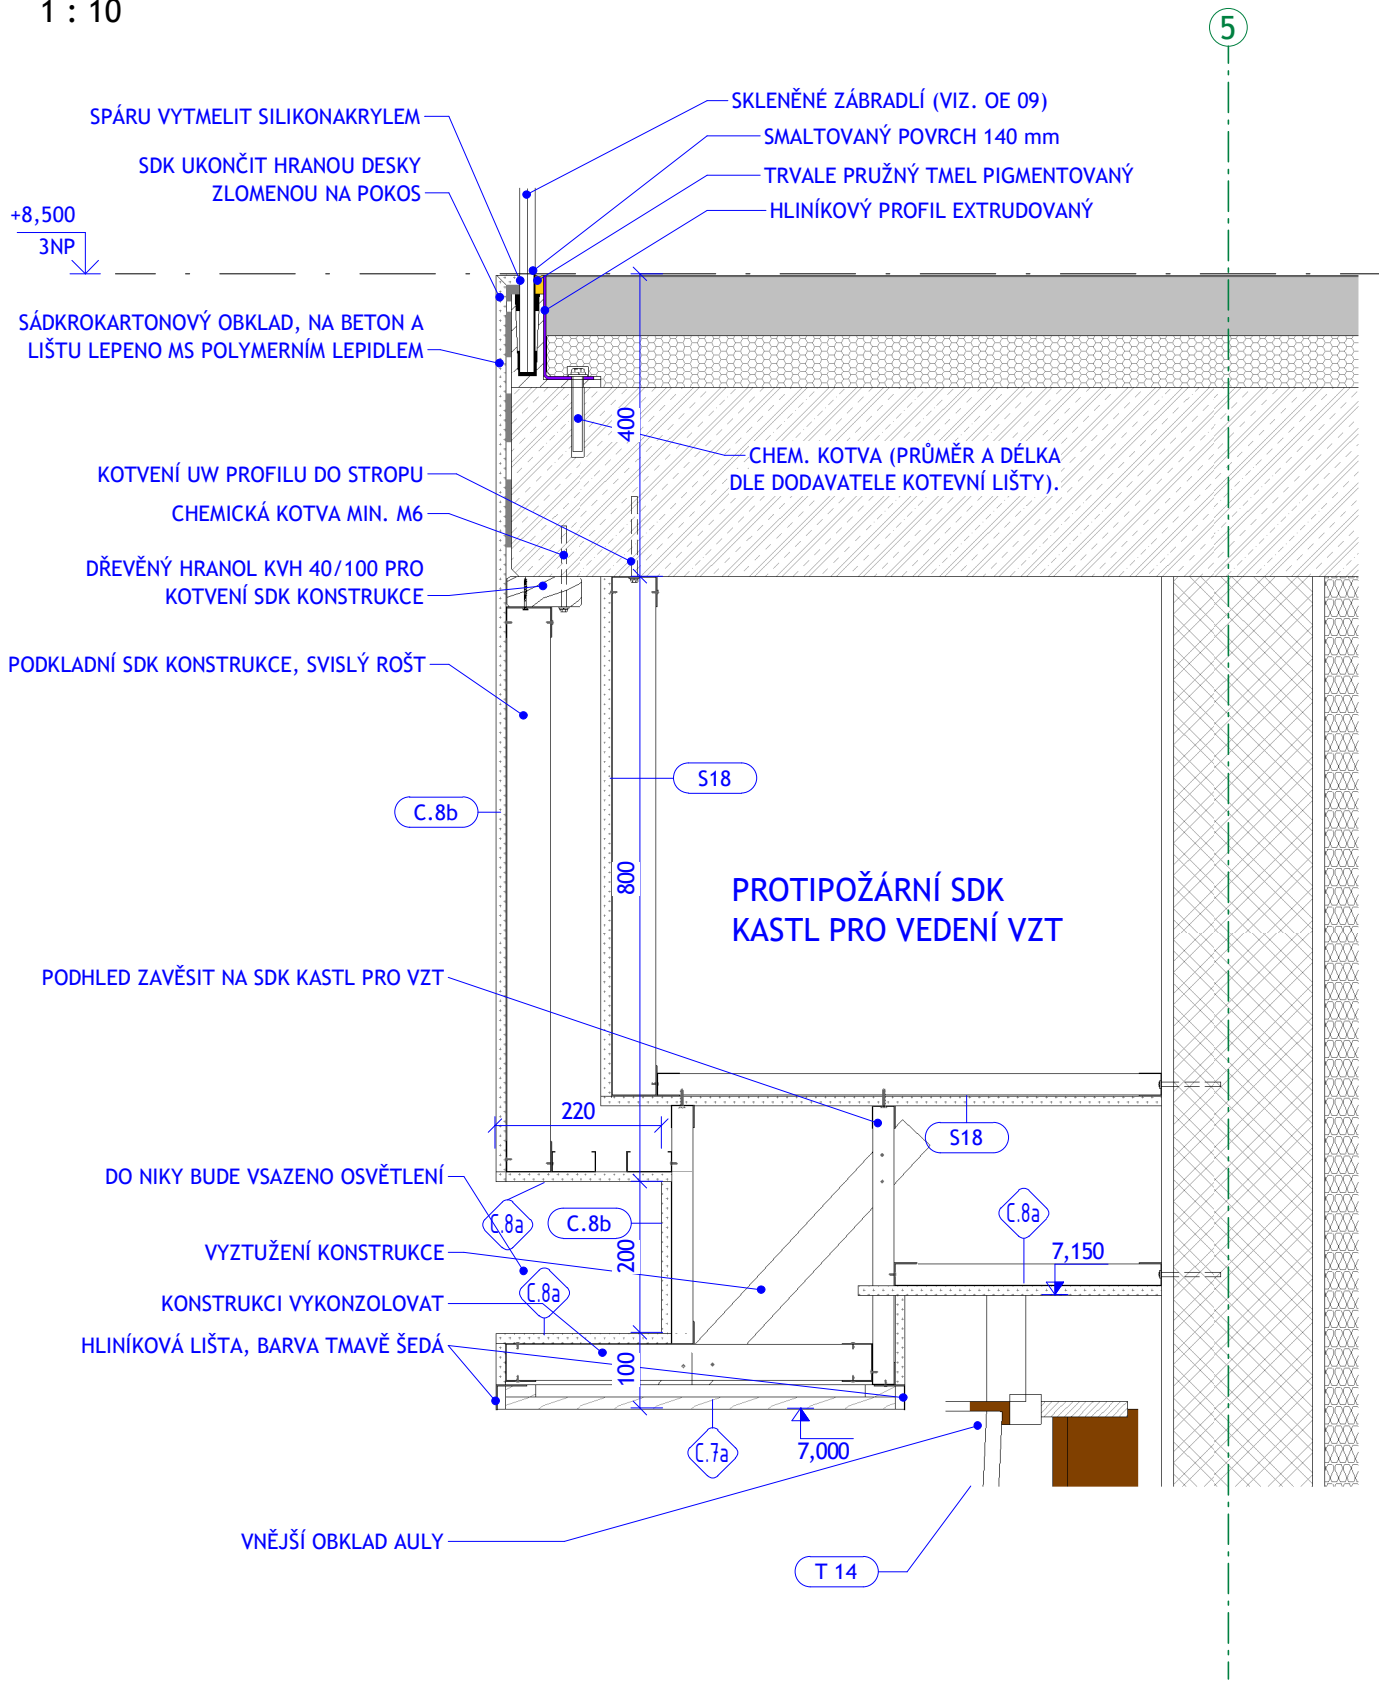 1 : 10
5
SKLENĚNÉ ZÁBRADLÍ (VIZ. OE 09)
SPÁRU VYTMELIT SILIKONAKRYLEM
SMALTOVANÝ POVRCH 140 mm
SDK UKONČIT HRANOU DESKY
ZLOMENOU NA POKOS
TRVALE PRUŽNÝ TMEL PIGMENTOVANÝ
HLINÍKOVÝ PROFIL EXTRUDOVANÝ
+8,500
3NP
SÁDKROKARTONOVÝ OBKLAD, NA BETON A
LIŠTU LEPENO MS POLYMERNÍM LEPIDLEM
400
CHEM. KOTVA (PRŮMĚR A DÉLKA
DLE DODAVATELE KOTEVNÍ LIŠTY).
KOTVENÍ UW PROFILU DO STROPU
CHEMICKÁ KOTVA MIN. M6
DŘEVĚNÝ HRANOL KVH 40/100 PRO
KOTVENÍ SDK KONSTRUKCE
PODKLADNÍ SDK KONSTRUKCE, SVISLÝ ROŠT
S18
C.8b
800
PROTIPOŽÁRNÍ SDK
KASTL PRO VEDENÍ VZT
PODHLED ZAVĚSIT NA SDK KASTL PRO VZT
220
S18
DO NIKY BUDE VSAZENO OSVĚTLENÍ
C.8a
C.8b
C.8a
200
7,150
VYZTUŽENÍ KONSTRUKCE
C.8a
KONSTRUKCI VYKONZOLOVAT
HLINÍKOVÁ LIŠTA, BARVA TMAVĚ ŠEDÁ
100
C.7a
7,000
VNĚJŠÍ OBKLAD AULY
T 14